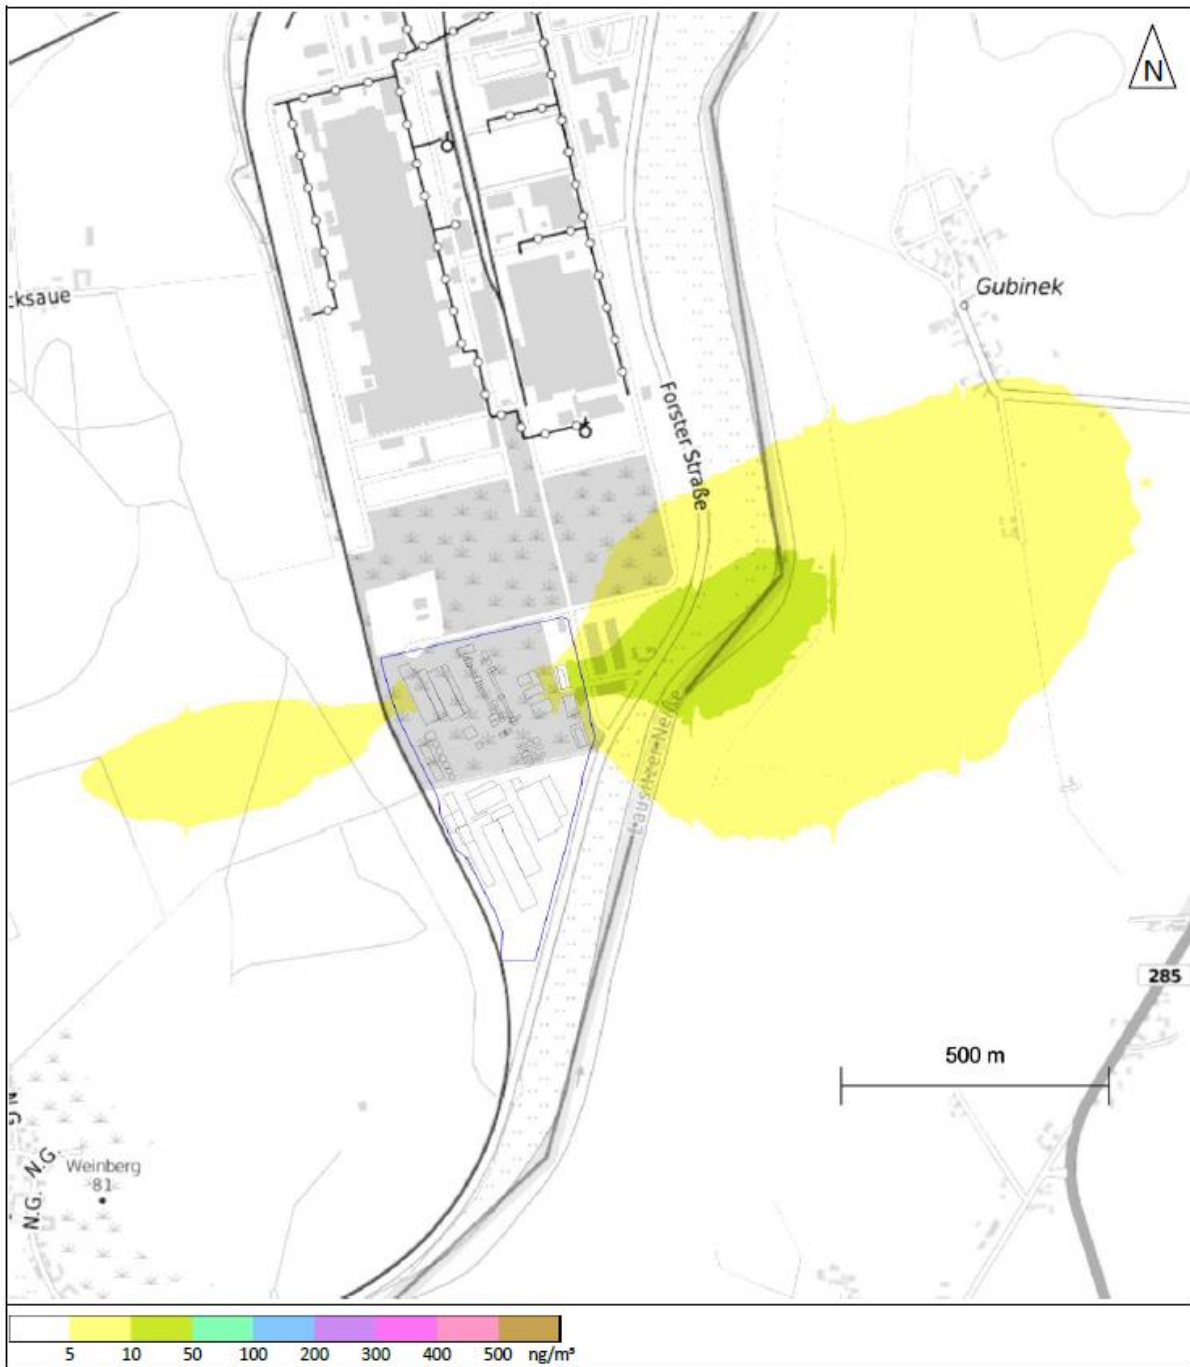 N
cksaue
Gubinek
Forster Straße
Lausitzer Neiße
285
500 m
N.G.
N.G.
N.G.
Weinberg
81
5 10 50 100 200 300 400 500 ng/m³